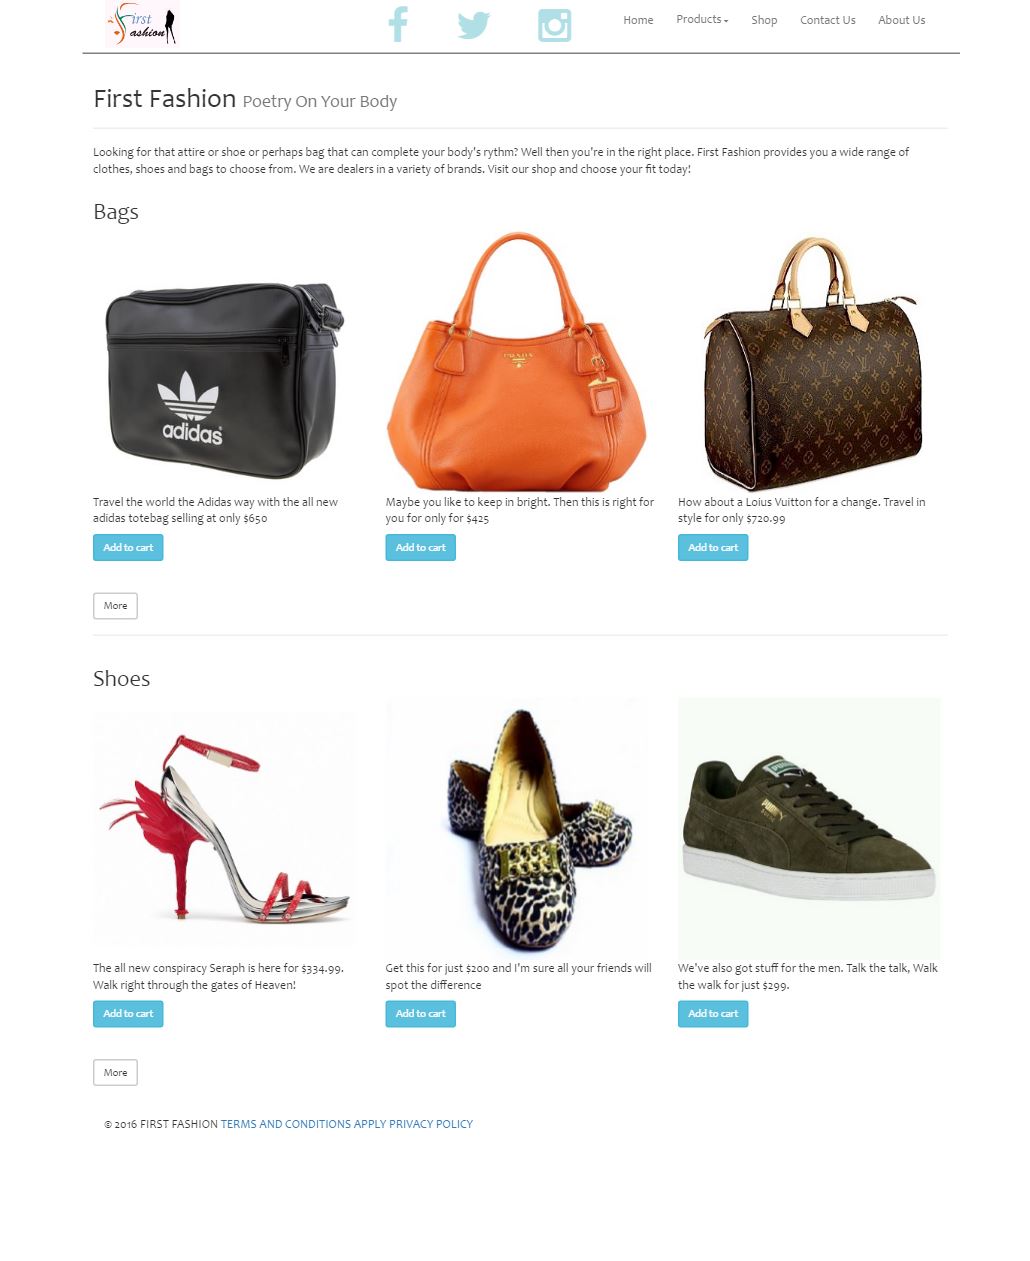 First
Fashion
Home Products Shop Contact Us About Us
First Fashion Poetry On Your Body
Looking for that attire or shoe or perhaps bag that can complete your body's rythm? Well then you're in the right place. First Fashion provides you a wide range of
clothes, shoes and bags to choose from. We are dealers in a variety of brands. Visit our shop and choose your fit today!
Bags
adidas
PRADA
Travel the world the Adidas way with the all new
adidas totebag selling at only $650
Add to cart
Maybe you like to keep in bright. Then this is right for
you for only for $425
Add to cart
How about a Loius Vuitton for a change. Travel in
style for only $720.99
Add to cart
More
Shoes
PUMA
The all new conspiracy Seraph is here for $334.99.
Walk right through the gates of Heaven!
Add to cart
Get this for just $200 and I'm sure all your friends will
spot the difference
Add to cart
We've also got stuff for the men. Talk the talk, Walk
the walk for just $299.
Add to cart
More
© 2016 FIRST FASHION TERMS AND CONDITIONS APPLY PRIVACY POLICY